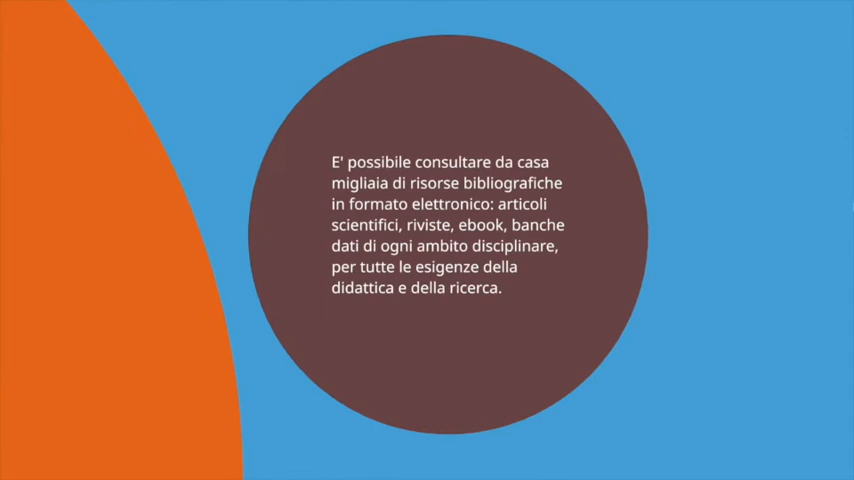 E' possibile consultare da casa
migliaia di risorse bibliografiche
in formato elettronico: articoli
scientifici, riviste, ebook, banche
dati di ogni ambito disciplinare,
per tutte le esigenze della
didattica e della ricerca.